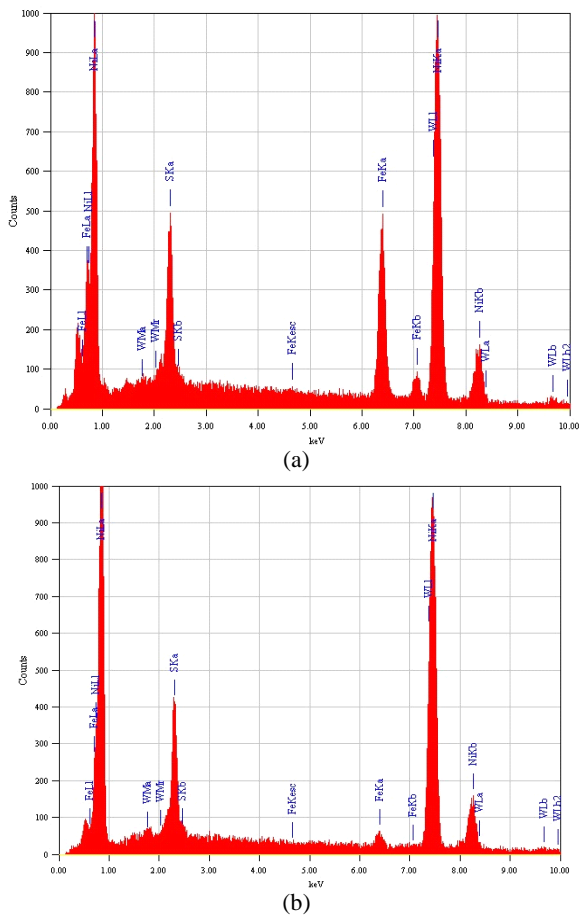 1000
900
800
700
600
500
400
300
200
100
0
Counts
FeLl
FeLa
NiLl
NiLa
WMa
WMr
SKa
SKb
FeKesc
FeKa
FeKb
WLl
NiKa
NiKb
WLa
WLb
WLb2
0.00 1.00 2.00 3.00 4.00 5.00 6.00 7.00 8.00 9.00 10.00
keV
(a)
1000
900
800
700
600
500
400
300
200
100
0
Counts
FeLl
FeLa
NiLl
NiLa
WMa
WMr
SKa
SKb
FeKesc
FeKa
FeKb
WLl
NiKa
NiKb
WLa
WLb
WLb2
0.00 1.00 2.00 3.00 4.00 5.00 6.00 7.00 8.00 9.00 10.00
keV
(b)